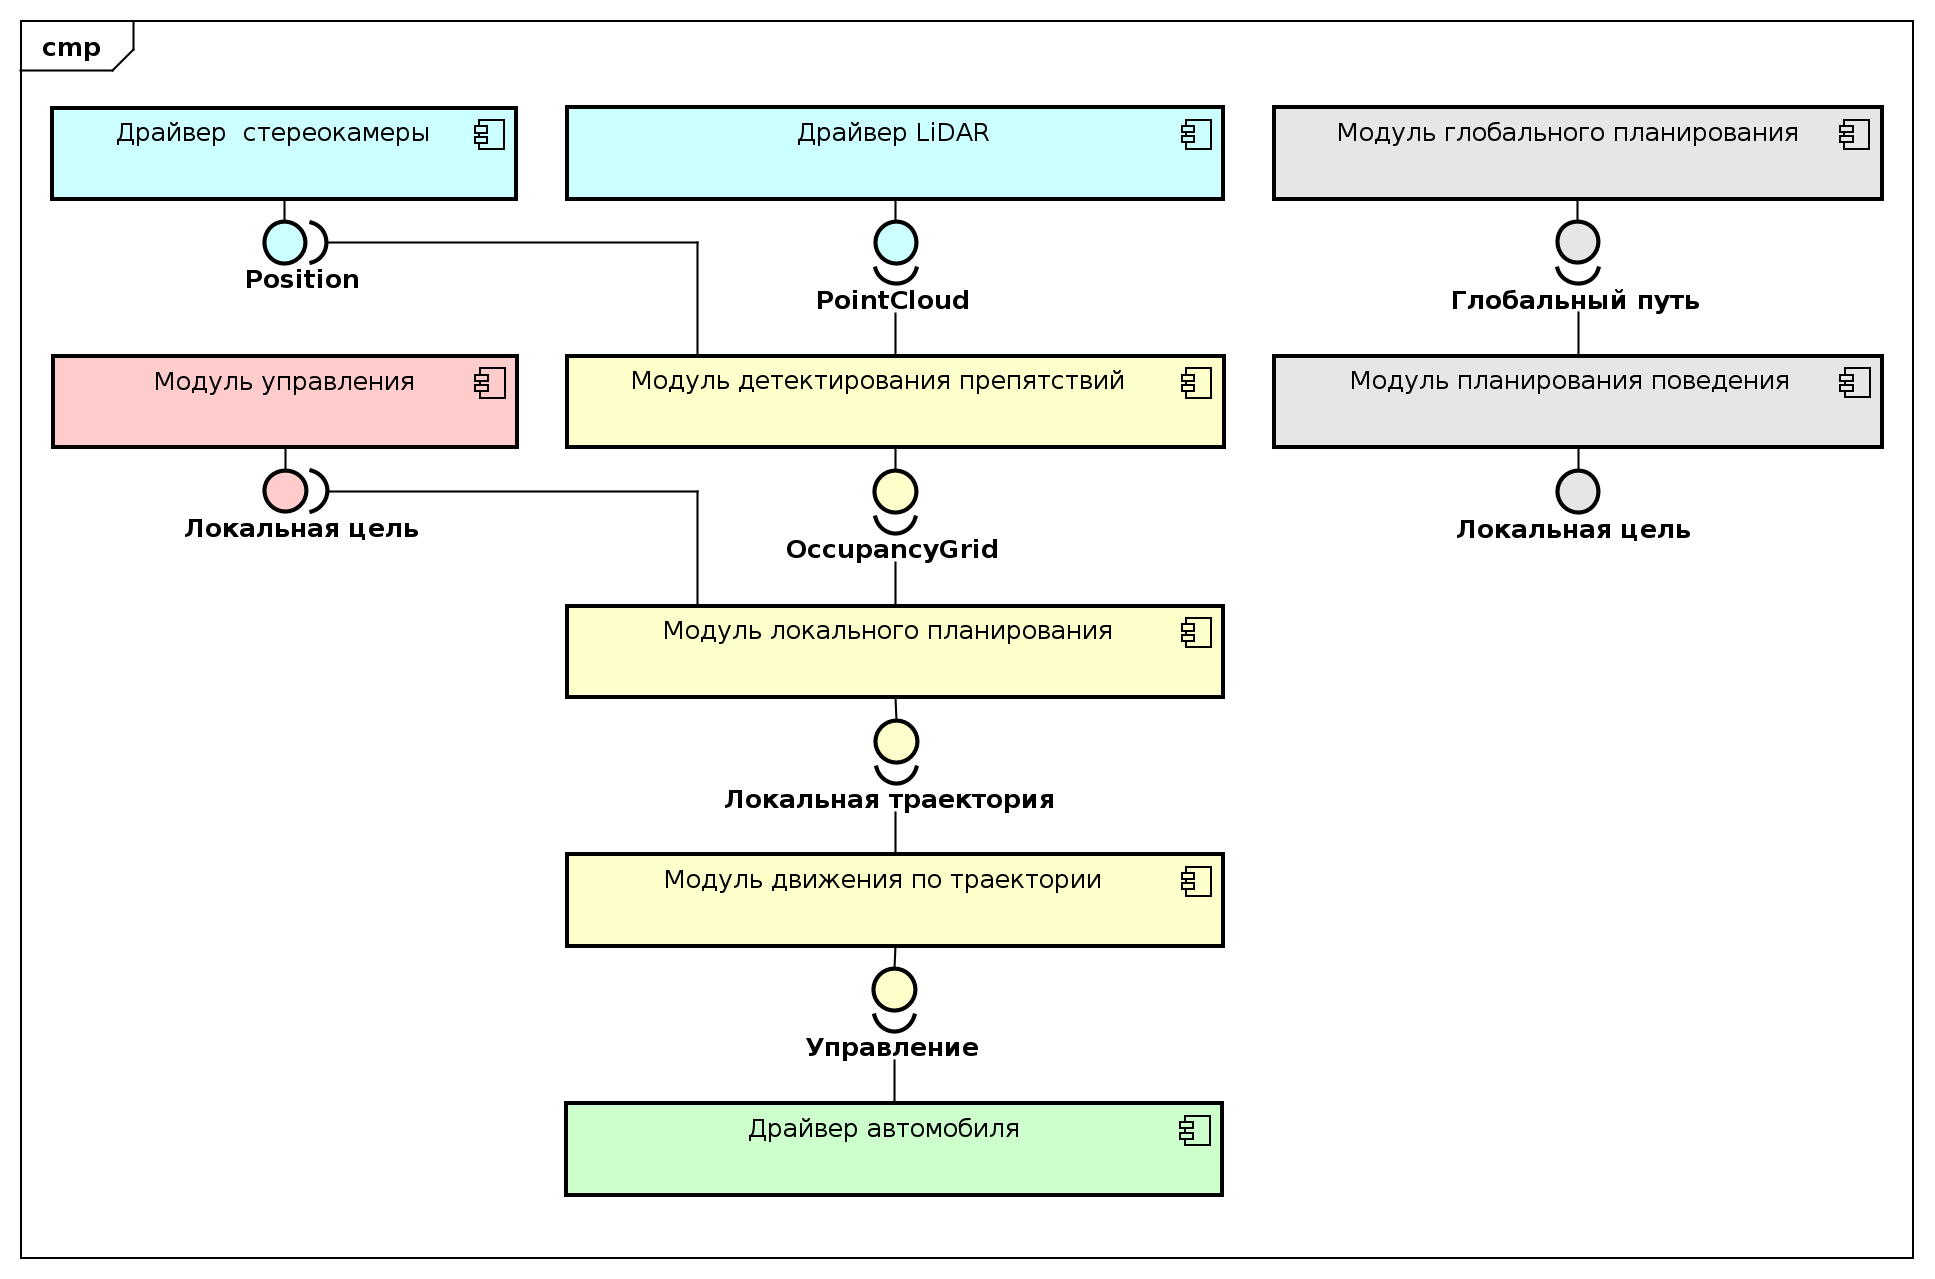 cmp
Драйвер  стереокамеры
Драйвер LiDAR
Модуль глобального планирования
Position
PointCloud
Глобальный путь
Модуль управления
Модуль детектирования препятствий
Модуль планирования поведения
Локальная цель
OccupancyGrid
Локальная цель
Модуль локального планирования
Локальная траектория
Модуль движения по траектории
Управление
Драйвер автомобиля